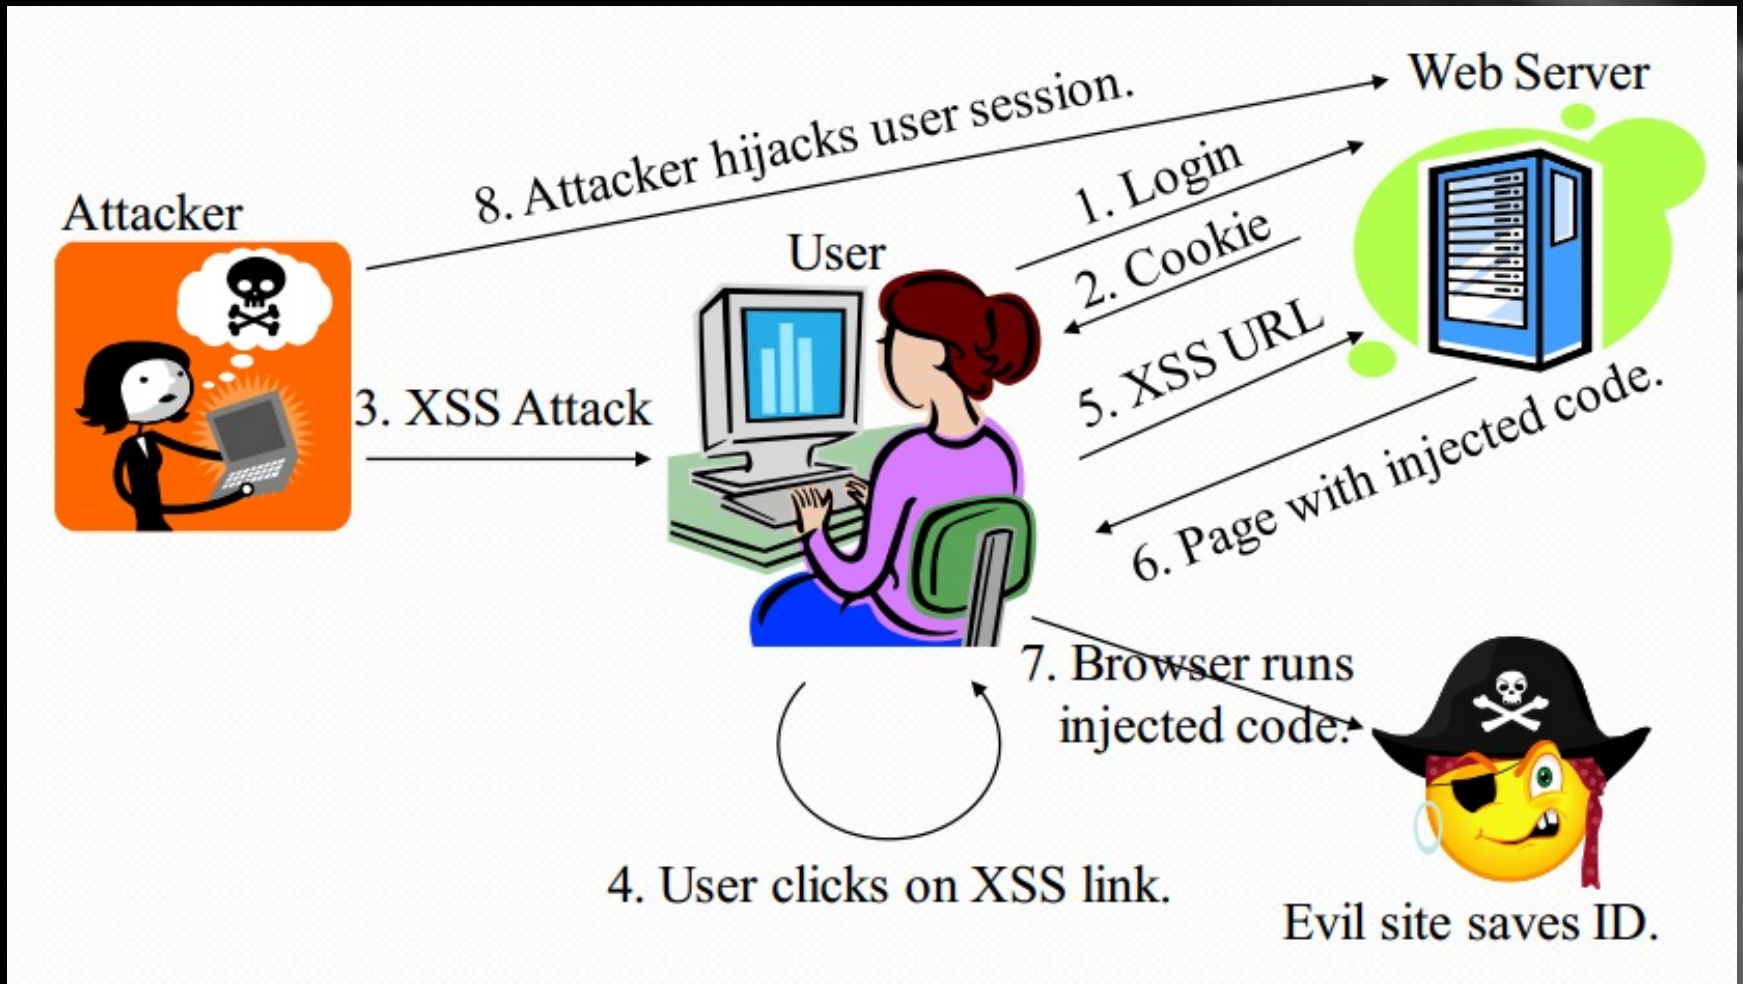 Web Server
8. Attacker hijacks user session.
1. Login
Attacker
User
2. Cookie
5. XSS URL
3. XSS Attack
6. Page with injected code.
7. Browser runs
injected code.
4. User clicks on XSS link.
Evil site saves ID.